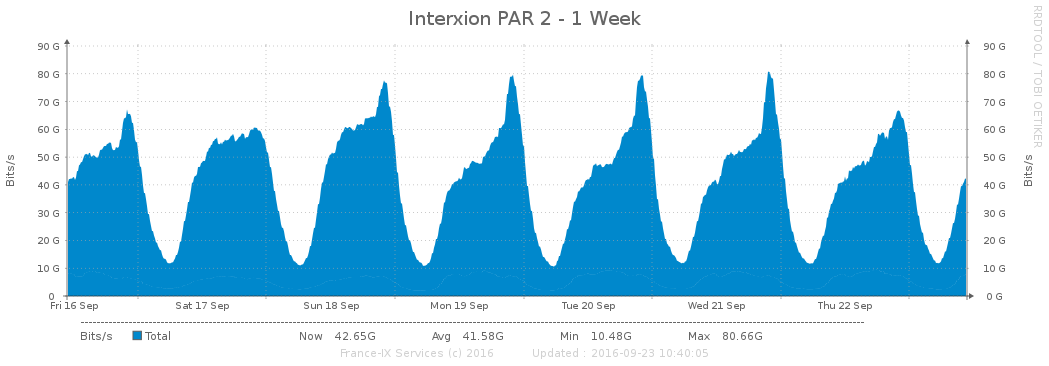 Interxion PAR 2 - 1 Week
RRDTOOL / TOBI OETIKER
Bits/s
90 G 90 G
80 G 80 G
70 G 70 G
60 G 60 G
50 G 50 G
40 G 40 G
30 G 30 G
20 G 20 G
10 G 10 G
0 0 G
Bits/s
Fri 16 Sep Sat 17 Sep Sun 18 Sep Mon 19 Sep Tue 20 Sep Wed 21 Sep Thu 22 Sep
Bits/s Total Now 42.65G Avg 41.58G Min 10.48G Max 80.66G
France-IX Services (c) 2016 Updated : 2016-09-23 10:40:05